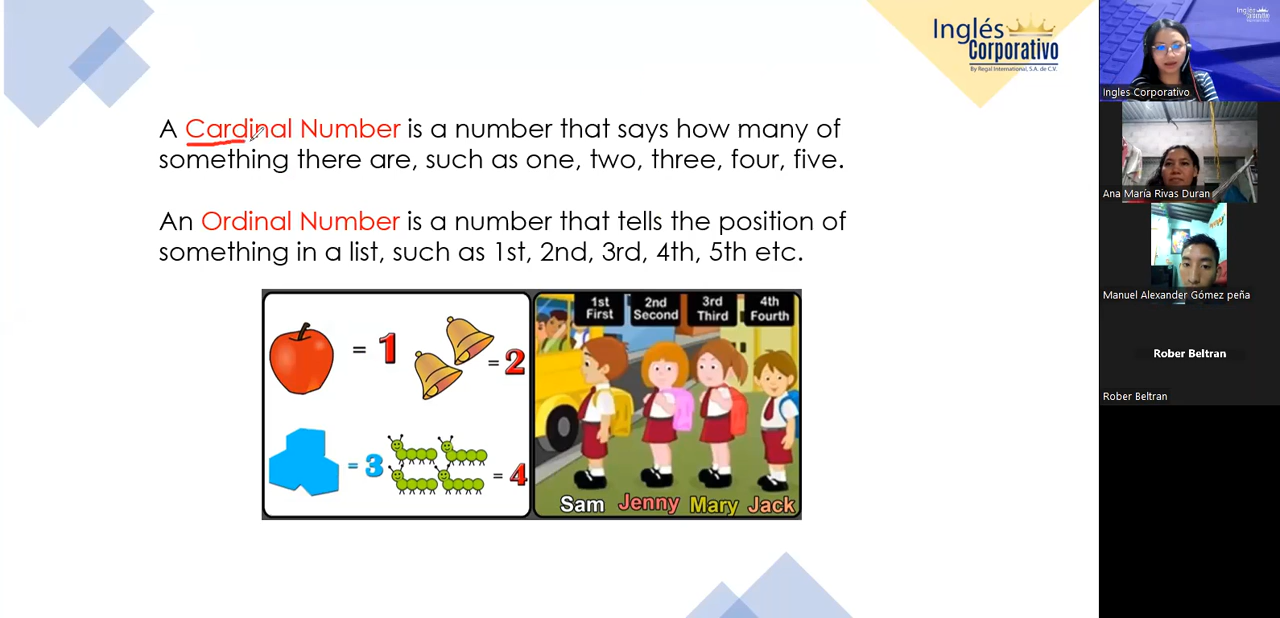 Inglés
Corporativo
By Regal International, S.A. de C.V.
A Cardinal Number is a number that says how many of
something there are, such as one, two, three, four, five.
An Ordinal Number is a number that tells the position of
something in a list, such as 1st, 2nd, 3rd, 4th, 5th etc.
= 1
= 2
= 3
= 4
1st
First
2nd
Second
3rd
Third
4th
Fourth
Sam Jenny Mary Jack
Inglés
Corporativo
Ingles Corporativo
Ana María Rivas Duran
Manuel Alexander Gómez peña
Rober Beltran
Rober Beltran